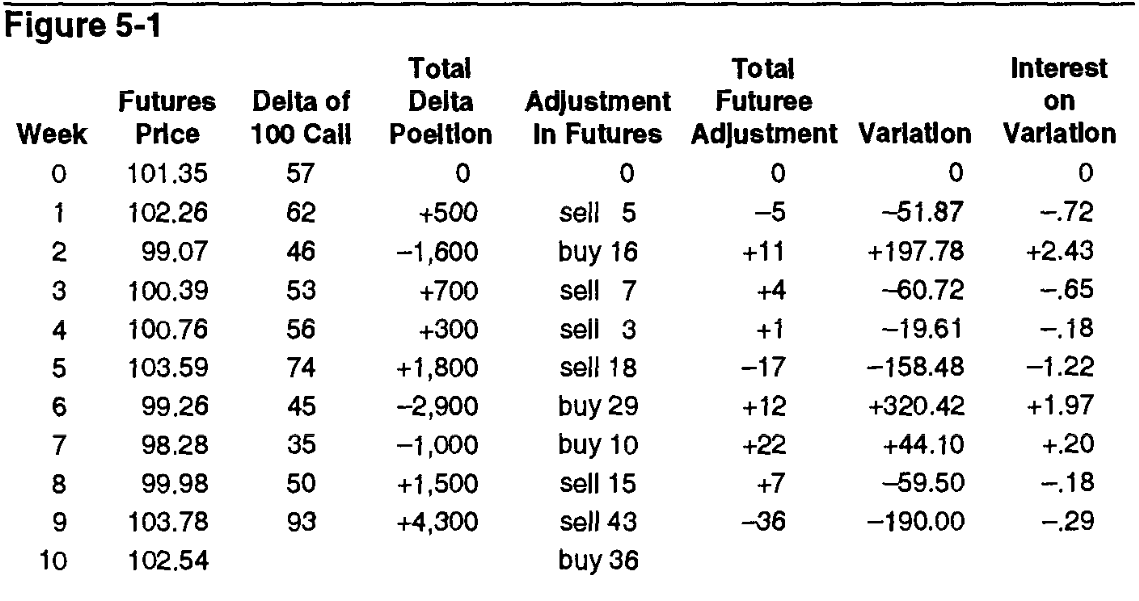 Figure 5-1
Total Total Interest
Futures Delta of Delta Adjustment Futuree on
Week Price 100 Call Poeltlon In Futures Adjustment Variation Variation
0 101.35 57 0 0 0 0 0
1 102.26 62 +500 sell 5 –5 –51.87 –.72
2 99.07 46 –1,600 buy 16 +11 +197.78 +2.43
3 100.39 53 +700 sell 7 +4 –60.72 –.65
4 100.76 56 +300 sell 3 +1 –19.61 –.18
5 103.59 74 +1,800 sell 18 –17 –158.48 –1.22
6 99.26 45 –2,900 buy 29 +12 +320.42 +1.97
7 98.28 35 –1,000 buy 10 +22 +44.10 +.20
8 99.98 50 +1,500 sell 15 +7 –59.50 –.18
9 103.78 93 +4,300 sell 43 –36 –190.00 –.29
10 102.54 buy 36